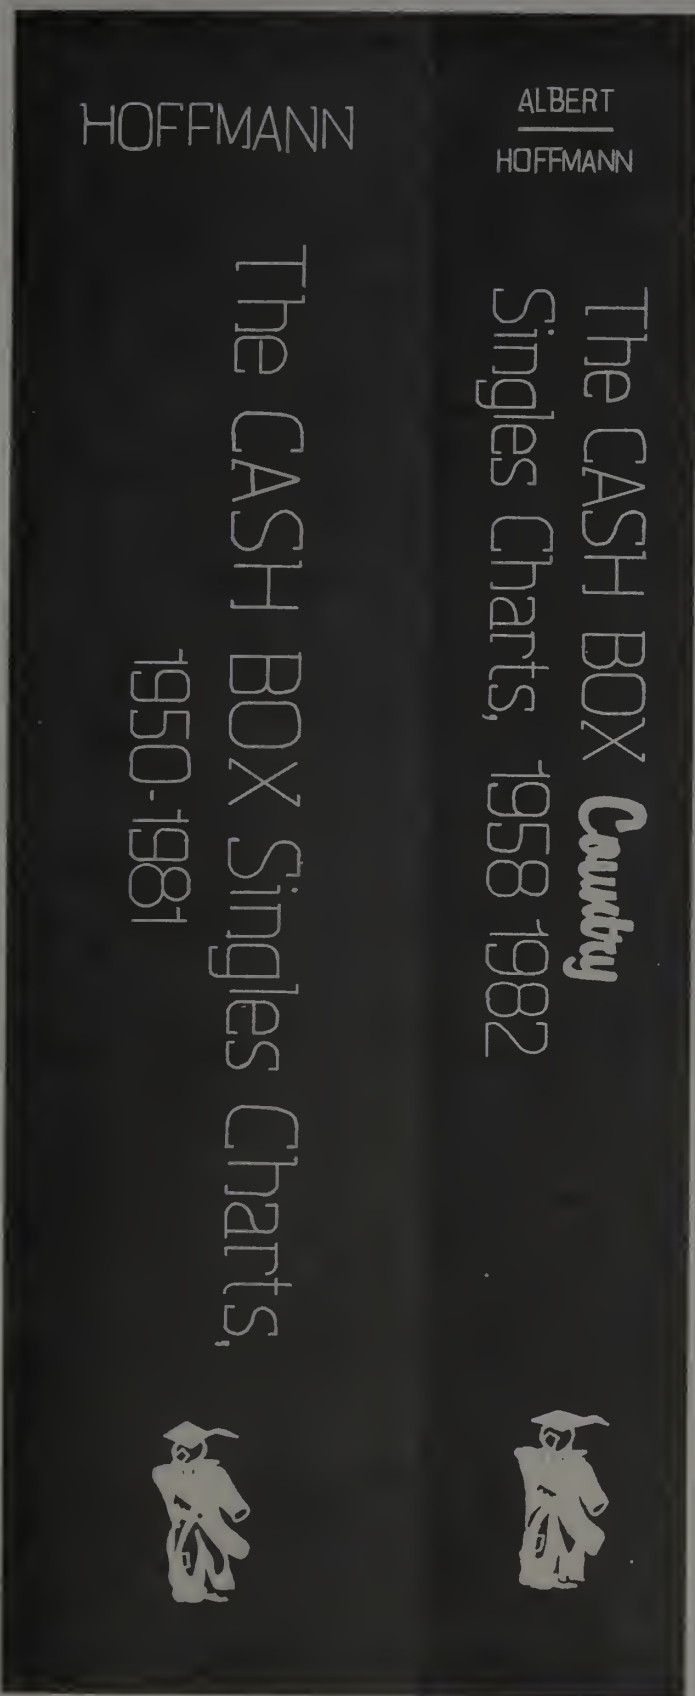 HOFFMANN
The CASH BOX Singles Charts,
1950-1981
ALBERT
HOFFMANN
The CASH BOX Country
Singles Charts, 1958 1982